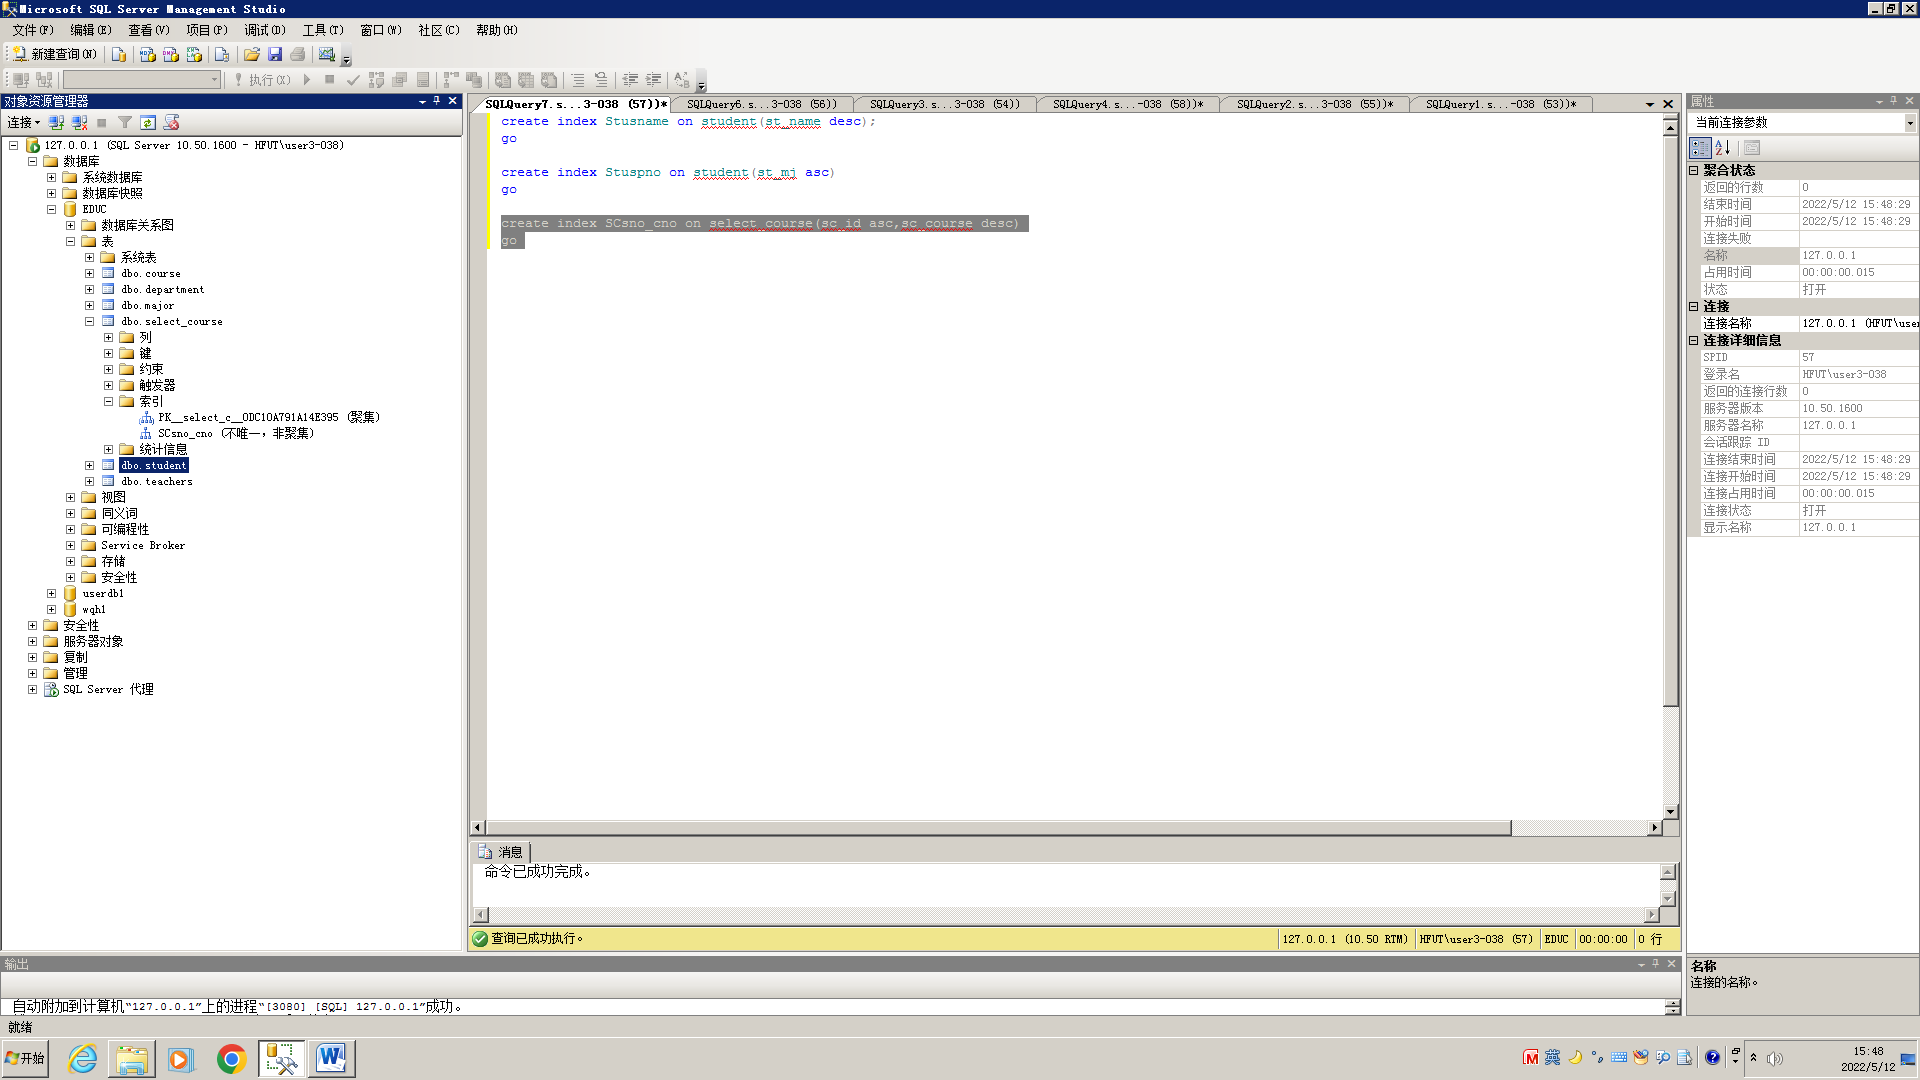 Microsoft SQL Server Management Studio
文件(F) 编辑(E) 查看(V) 项目(P) 调试(D) 工具(T) 窗口(W) 社区(C) 帮助(H)
新建查询(N)
执行(X)
对象资源管理器
连接
127.0.0.1 (SQL Server 10.50.1600 - HFUT\user3-038)
数据库
系统数据库
数据库快照
EDUC
数据库关系图
表
系统表
dbo.course
dbo.department
dbo.major
dbo.select_course
列
键
约束
触发器
索引
PK__select_c__0DC10A791A14E395 (聚集)
SCsno_cno (不唯一，非聚集)
统计信息
dbo.student
dbo.teachers
视图
同义词
可编程性
Service Broker
存储
安全性
userdb1
wqh1
安全性
服务器对象
复制
管理
SQL Server 代理
SQLQuery7.s...3-038 (57))* SQLQuery6.s...3-038 (56)) SQLQuery3.s...3-038 (54)) SQLQuery4.s...-038 (58))* SQLQuery2.s...3-038 (55))* SQLQuery1.s...-038 (53))*
create index Stusname on student(st_name desc);
go
create index Stuspno on student(st_mj asc)
go
create index SCsno_cno on select_course(sc_id asc,sc_course desc)
go
消息
命令已成功完成。
查询已成功执行。 127.0.0.1 (10.50 RTM) HFUT\user3-038 (57) EDUC 00:00:00 0 行
属性
当前连接参数
聚合状态
返回的行数 0
结束时间 2022/5/12 15:48:29
开始时间 2022/5/12 15:48:29
连接失败
名称 127.0.0.1
占用时间 00:00:00.015
状态 打开
连接
连接名称 127.0.0.1 (HFUT\user
连接详细信息
SPID 57
登录名 HFUT\user3-038
返回的连接行数 0
服务器版本 10.50.1600
服务器名称 127.0.0.1
会话跟踪 ID
连接结束时间 2022/5/12 15:48:29
连接开始时间 2022/5/12 15:48:29
连接占用时间 00:00:00.015
连接状态 打开
显示名称 127.0.0.1
名称
连接的名称。
输出
自动附加到计算机“127.0.0.1”上的进程“[3080] [SQL] 127.0.0.1”成功。
就绪
开始
英
15:48
2022/5/12